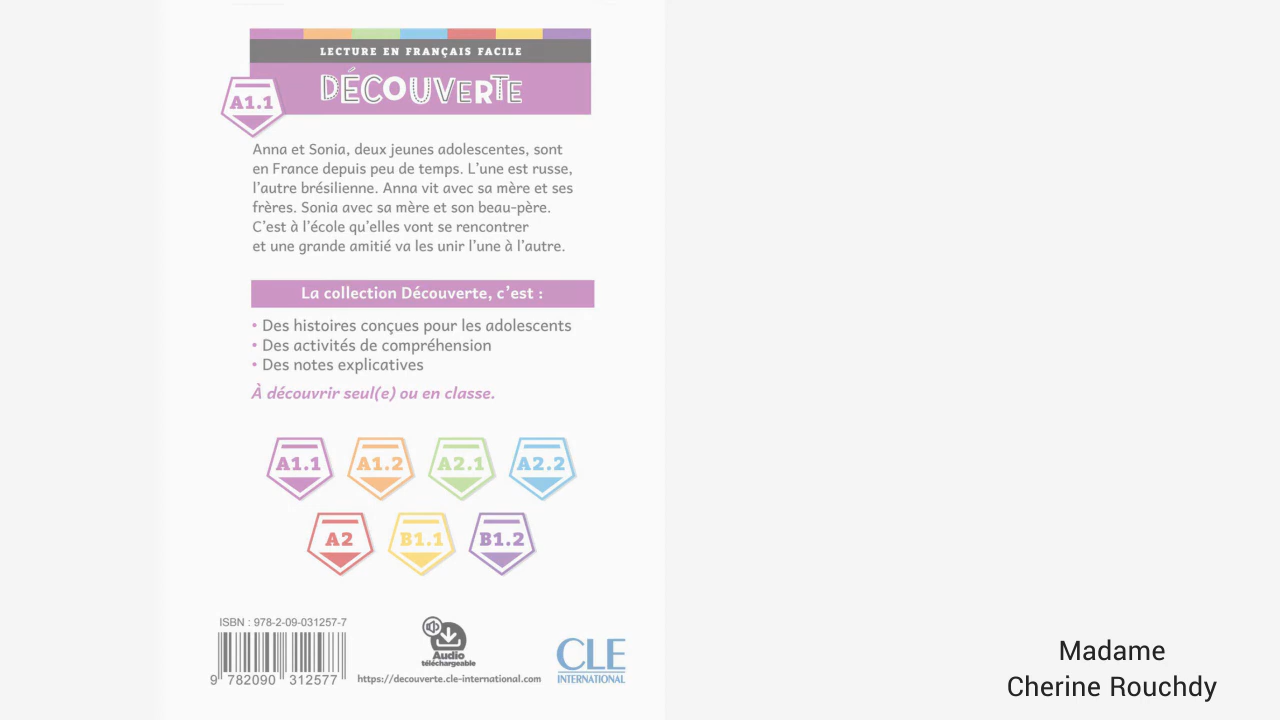 LECTURE EN FRANÇAIS FACILE
DÉCOUVERTE
A1.1
Anna et Sonia, deux jeunes adolescentes, sont
en France depuis peu de temps. L'une est russe,
l'autre brésilienne. Anna vit avec sa mère et ses
frères. Sonia avec sa mère et son beau-père.
C'est à l'école qu'elles vont se rencontrer
et une grande amitié va les unir l'une à l'autre.
La collection Découverte, c'est :
• Des histoires conçues pour les adolescents
• Des activités de compréhension
• Des notes explicatives
À découvrir seul(e) ou en classe.
A1.1 A1.2 A2.1 A2.2
A2 B1.1 B1.2
ISBN : 978-2-09-031257-7
9 782090 312577
Audio
téléchargeable
https://decouverte.cle-international.com
CLE
INTERNATIONAL
Madame
Cherine Rouchdy